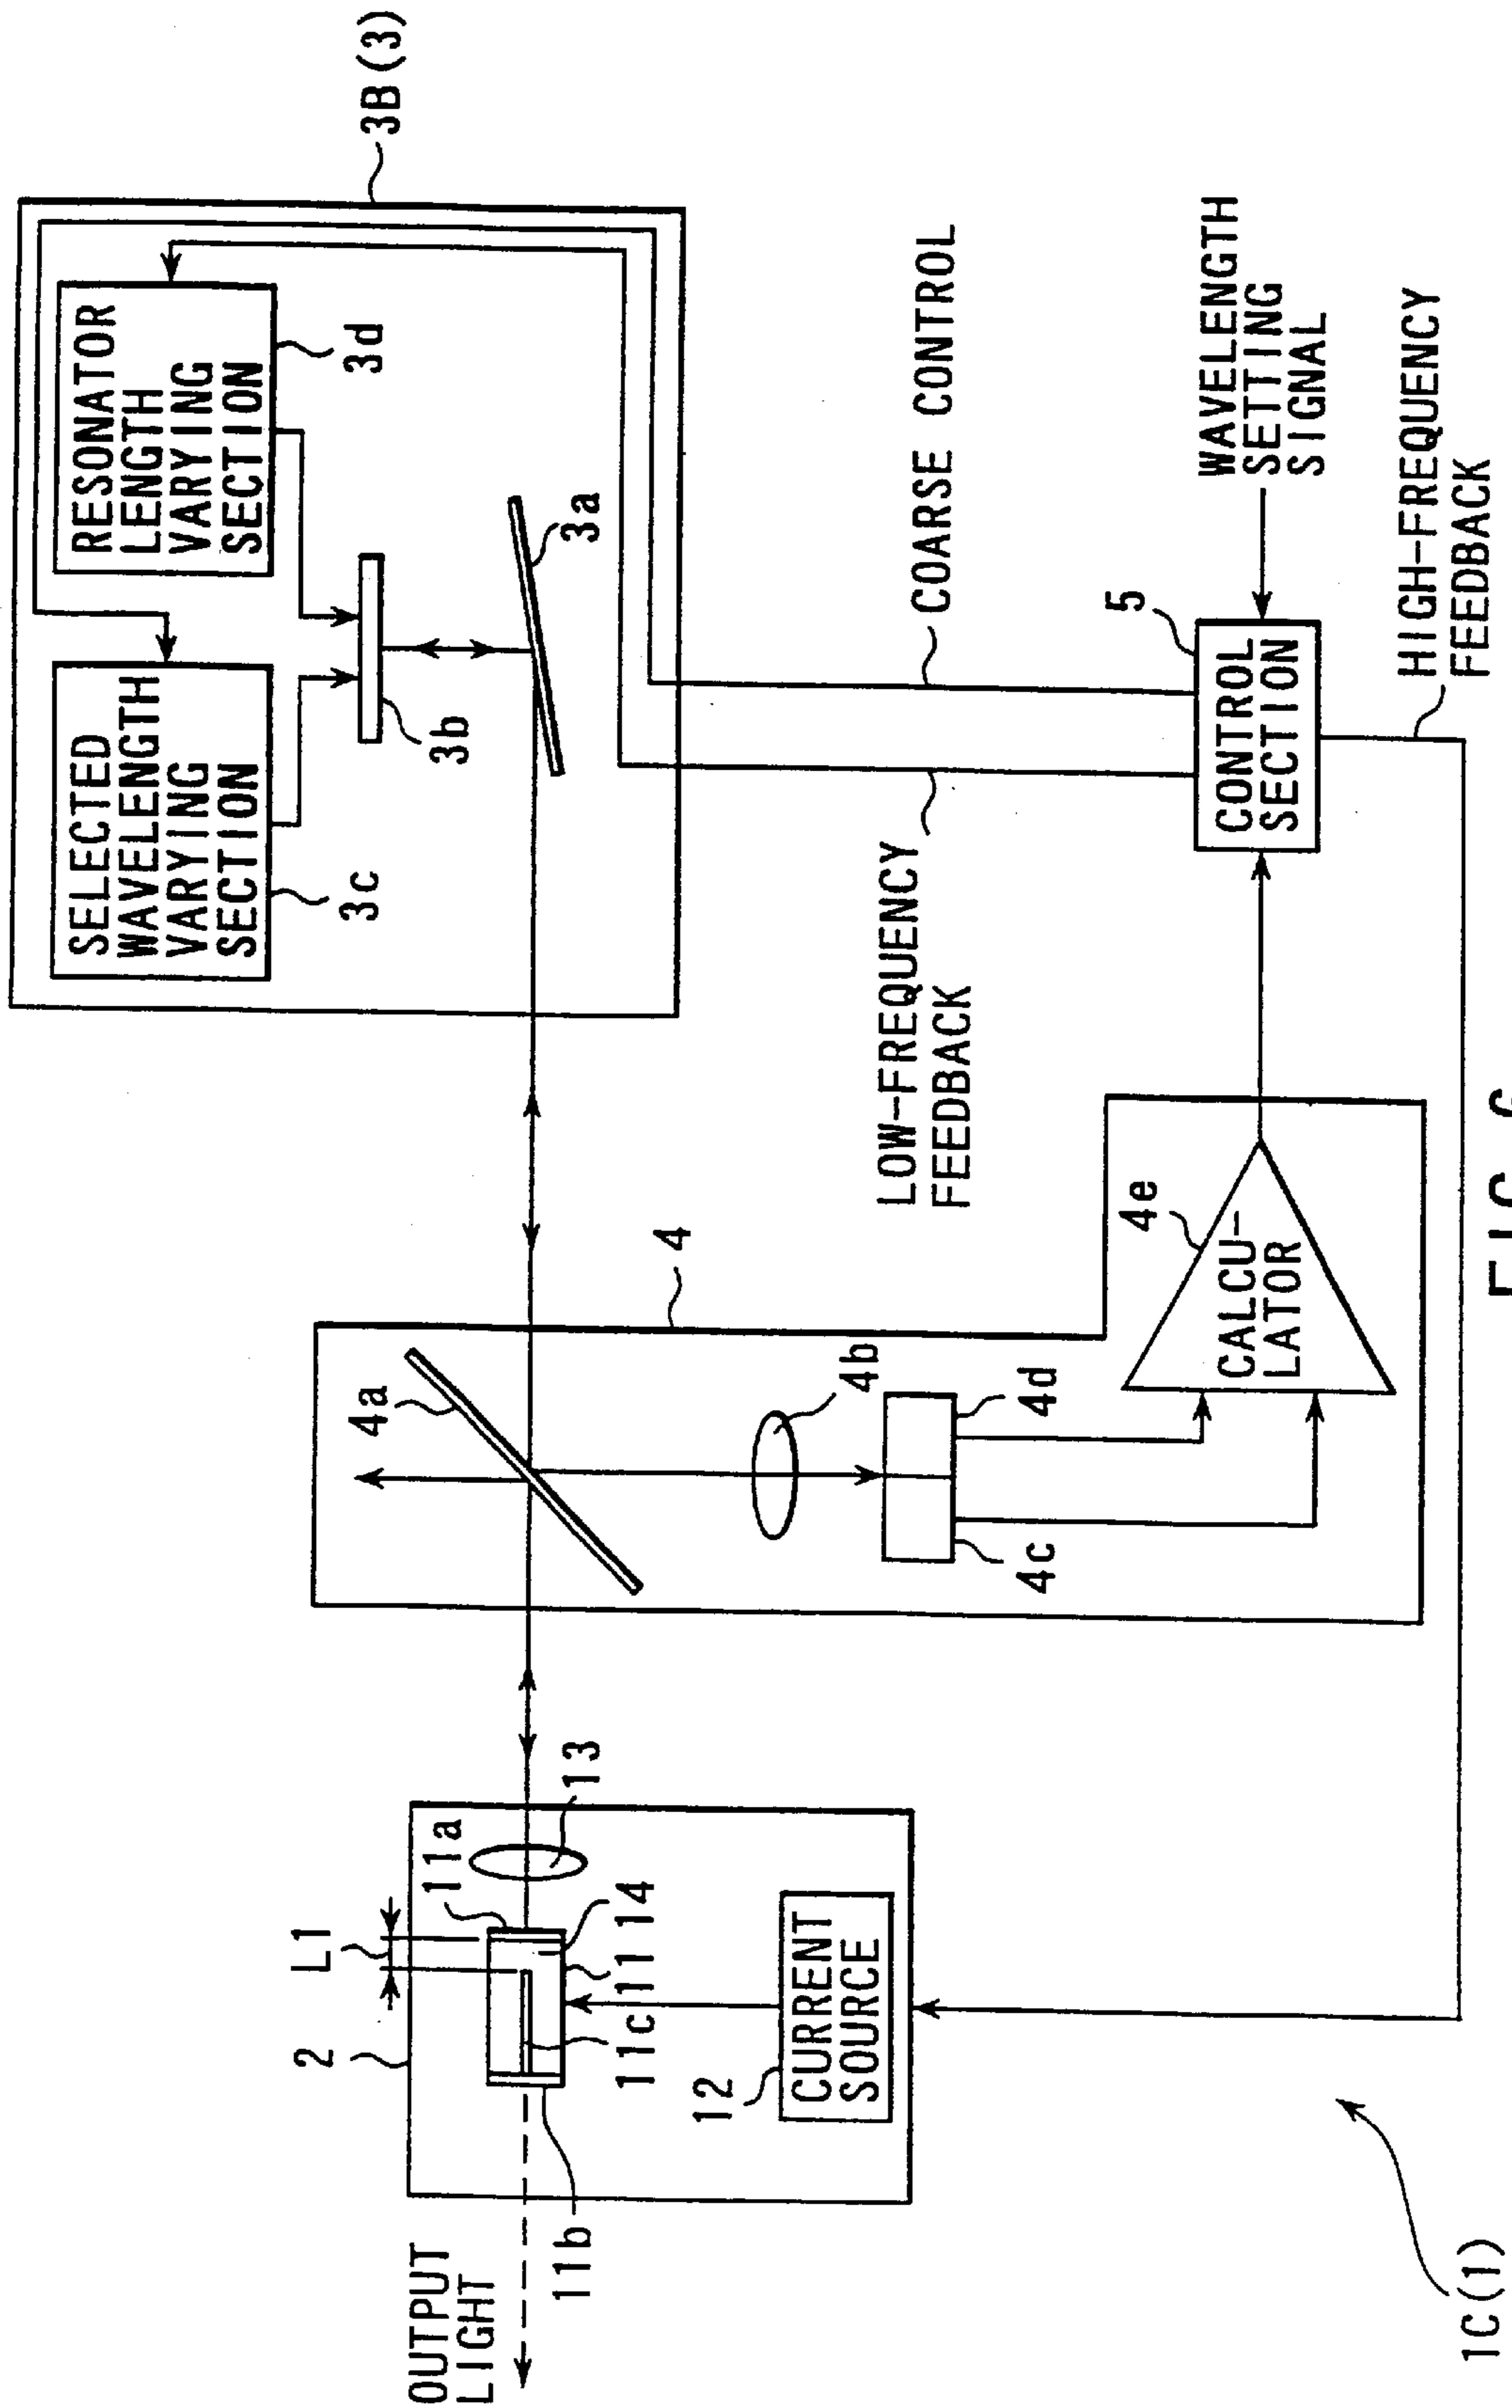 3B(3)
RESONATOR
LENGTH
VARYING
SECTION
3d
SELECTED
WAVELENGTH
VARYING
SECTION
3c
3b
3a
COARSE CONTROL
LOW-FREQUENCY
FEEDBACK
WAVELENGTH
SETTING
SIGNAL
5
CONTROL
SECTION
HIGH-FREQUENCY
FEEDBACK
4
4a
4b
4c
4d
4e
CALCU-
LATOR
OUTPUT
LIGHT
2
L1
11a
13
14
11
11c
11b
12
CURRENT
SOURCE
1C(1)